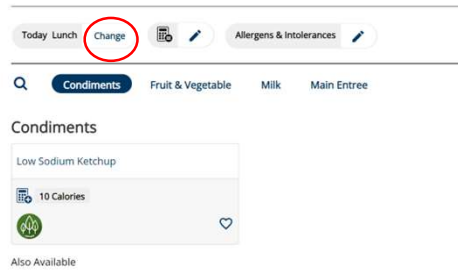 Today Lunch Change Allergens & Intolerances
Condiments Fruit & Vegetable Milk Main Entree
Condiments
Low Sodium Ketchup
10 Calories
Also Available